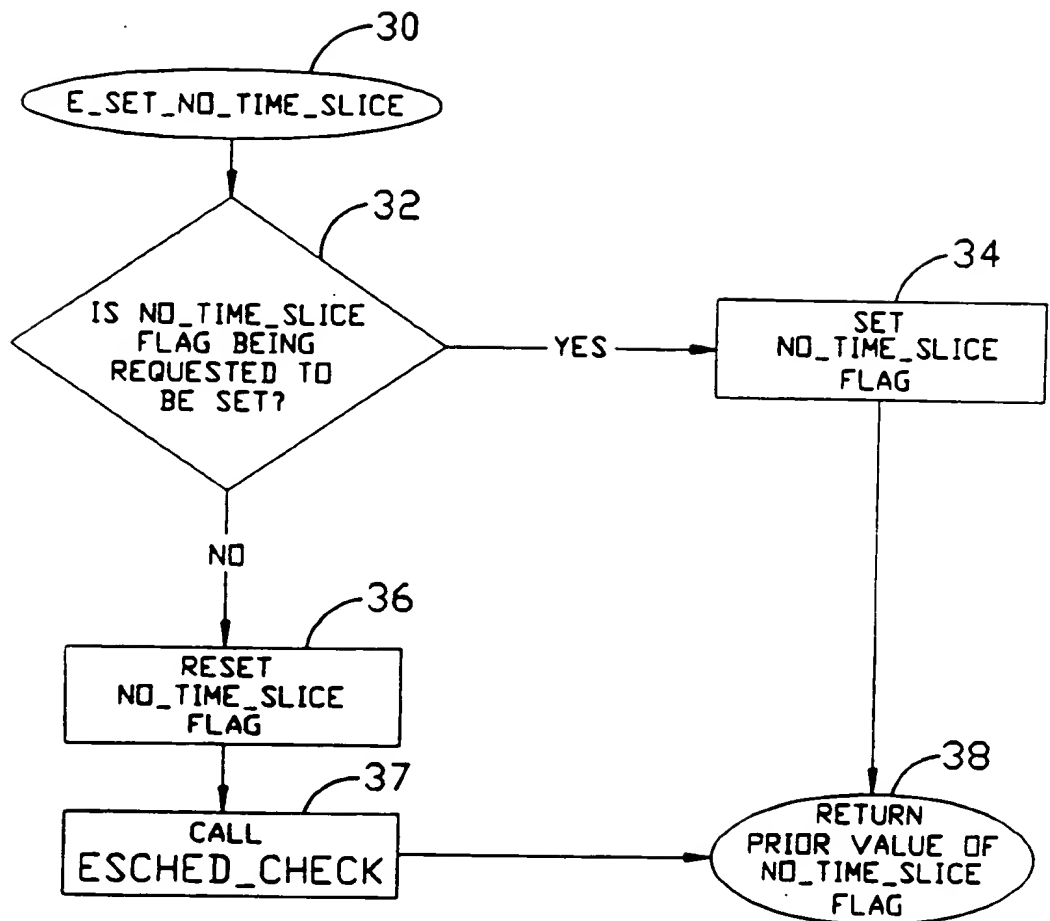 30
E_SET_NO_TIME_SLICE
32
IS NO_TIME_SLICE
FLAG BEING
REQUESTED TO
BE SET?
YES
34
SET
NO_TIME_SLICE
FLAG
NO
36
RESET
NO_TIME_SLICE
FLAG
37
CALL
ESCHED_CHECK
38
RETURN
PRIOR VALUE OF
NO_TIME_SLICE
FLAG